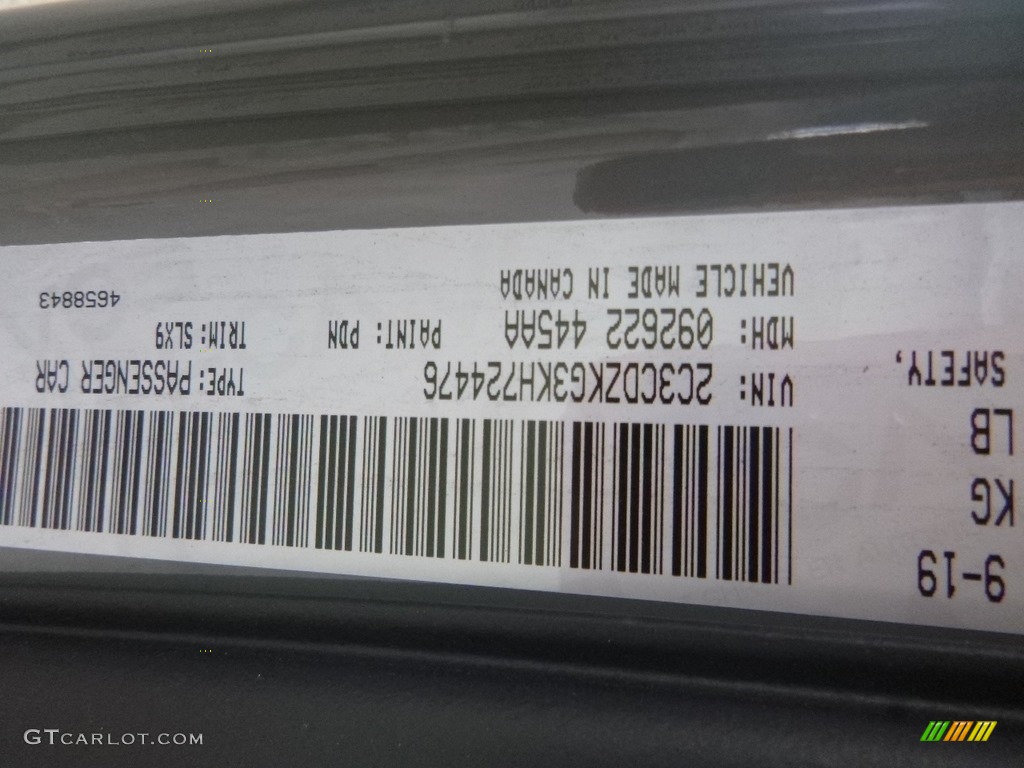 9-19
KG
LB
SAFETY,
VIN: 2C3CDZKG3KH724476 TYPE: PASSENGER CAR
MDH: 092622 445AA PAINT: PDN TRIM: SLX9
VEHICLE MADE IN CANADA 4658843
GTCARLOT.COM